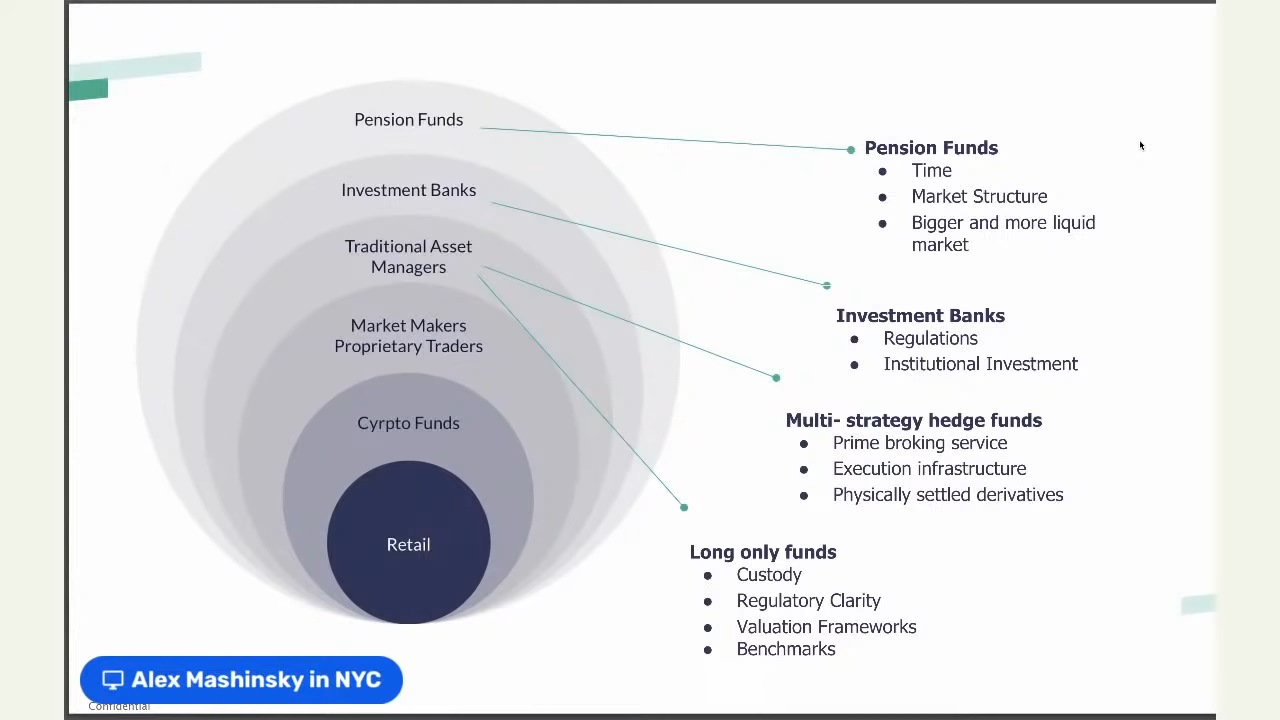 Pension Funds
Investment Banks
Traditional Asset
Managers
Market Makers
Proprietary Traders
Cyrpto Funds
Retail
Pension Funds
● Time
● Market Structure
● Bigger and more liquid
market
Investment Banks
● Regulations
● Institutional Investment
Multi- strategy hedge funds
● Prime broking service
● Execution infrastructure
● Physically settled derivatives
Long only funds
● Custody
● Regulatory Clarity
● Valuation Frameworks
● Benchmarks
Alex Mashinsky in NYC
Confidential